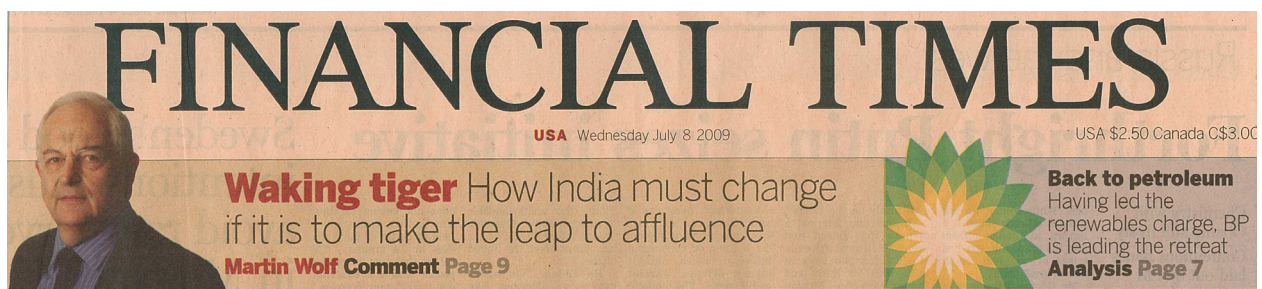 FINANCIAL TIMES
USA Wednesday July 8 2009
USA $2.50 Canada C$3.00
Waking tiger How India must change
if it is to make the leap to affluence
Martin Wolf Comment Page 9
Back to petroleum
Having led the
renewables charge, BP
is leading the retreat
Analysis Page 7